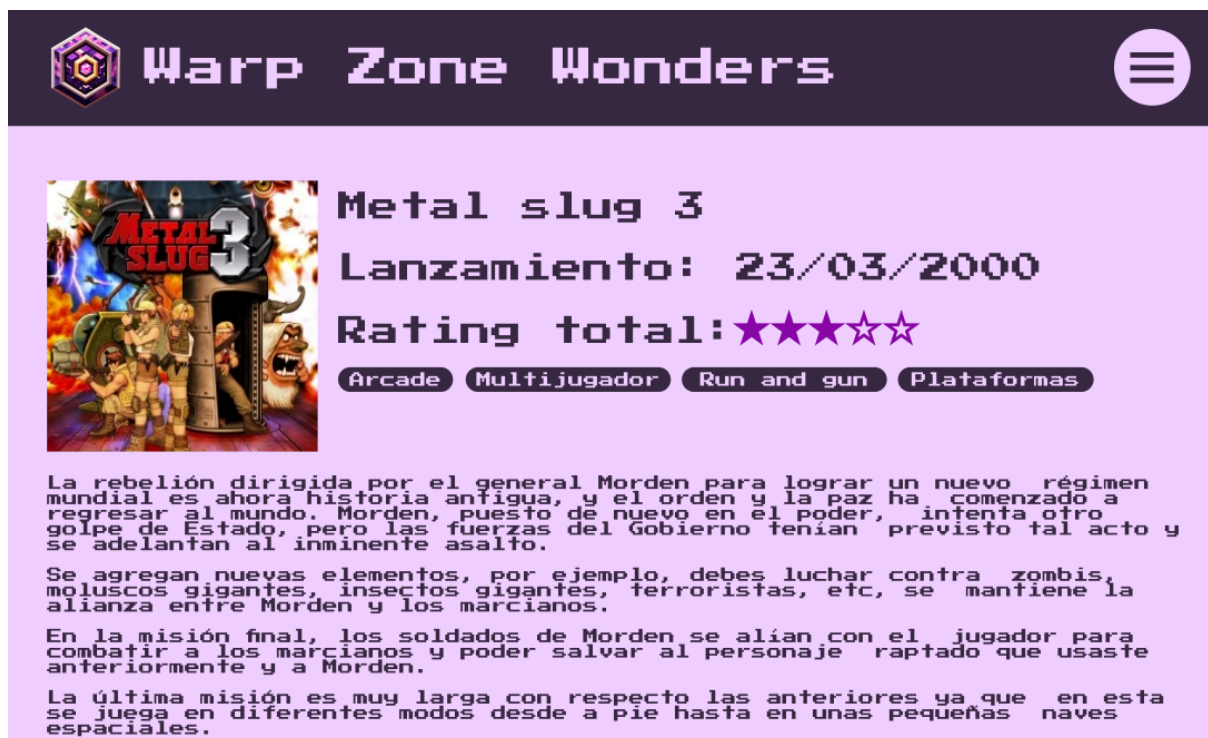 Warp Zone Wonders
METAL
SLUG 3
Metal slug 3
Lanzamiento: 23/03/2000
Rating total:★★★☆☆
Arcade Multijugador Run and gun Plataformas
La rebelión dirigida por el general Morden para lograr un nuevo régimen
mundial es ahora historia antigua, y el orden y la paz ha comenzado a
regresar al mundo. Morden, puesto de nuevo en el poder, intenta otro
golpe de Estado, pero las fuerzas del Gobierno tenían previsto tal acto y
se adelantan al inminente asalto.
Se agregan nuevas elementos, por ejemplo, debes luchar contra zombis,
moluscos gigantes, insectos gigantes, terroristas, etc, se mantiene la
alianza entre Morden y los marcianos.
En la misión final, los soldados de Morden se alían con el jugador para
combatir a los marcianos y poder salvar al personaje raptado que usaste
anteriormente y a Morden.
La última misión es muy larga con respecto las anteriores ya que en esta
se juega en diferentes modos desde a pie hasta en unas pequeñas naves
espaciales.